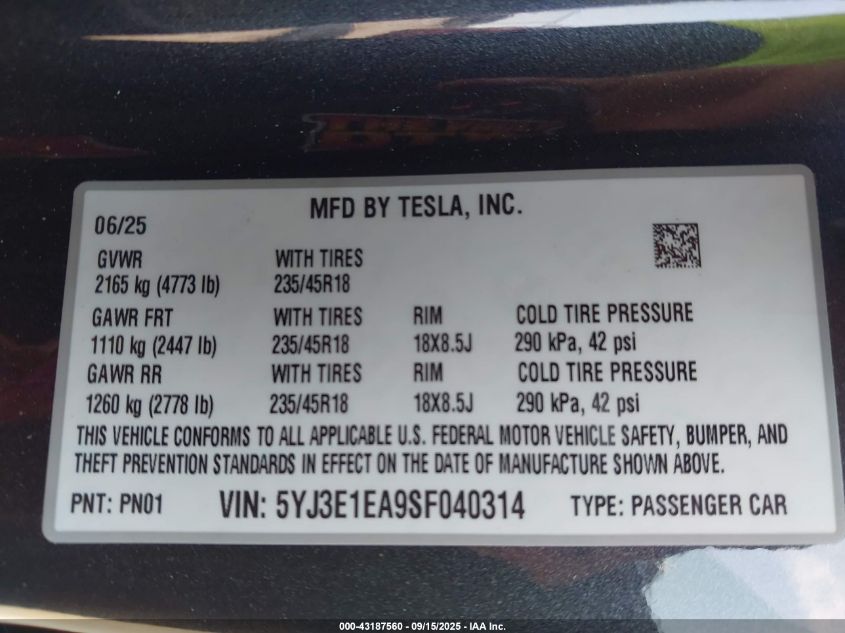 MFD BY TESLA, INC.
06/25
GVWR WITH TIRES
2165 kg (4773 lb) 235/45R18
GAWR FRT WITH TIRES RIM COLD TIRE PRESSURE
1110 kg (2447 lb) 235/45R18 18X8.5J 290 kPa, 42 psi
GAWR RR WITH TIRES RIM COLD TIRE PRESSURE
1260 kg (2778 lb) 235/45R18 18X8.5J 290 kPa, 42 psi
THIS VEHICLE CONFORMS TO ALL APPLICABLE U.S. FEDERAL MOTOR VEHICLE SAFETY, BUMPER, AND
THEFT PREVENTION STANDARDS IN EFFECT ON THE DATE OF MANUFACTURE SHOWN ABOVE.
PNT: PN01 VIN: 5YJ3E1EA9SF040314 TYPE: PASSENGER CAR
000-43187560 - 09/15/2025 - IAA Inc.